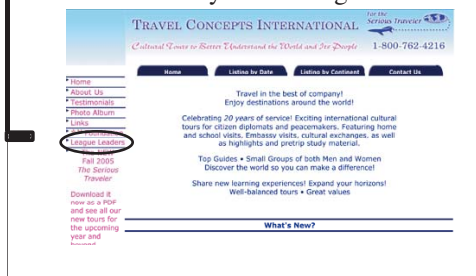 TRAVEL CONCEPTS INTERNATIONAL
For the
Serious Traveler
Cultural Tours to Better Understand the World and Its People
1-800-762-4216
Home
Listing by Date
Listing by Continent
Contact Us
Home
About Us
Testimonials
Photo Album
Links
League Leaders
Fall 2005
The Serious
Traveler
Download it
now as a PDF
and see all our
new tours for
the upcoming
year and
beyond
Travel in the best of company!
Enjoy destinations around the world!
Celebrating 20 years of service! Exciting international cultural
tours for citizen diplomats and peacemakers. Featuring home
and school visits, Embassy visits, cultural exchanges, as well
as highlights and pretrip study material.
Top Guides • Small Groups of both Men and Women
Discover the world so you can make a difference!
Share new learning experiences! Expand your horizons!
Well-balanced tours • Great values
What's New?